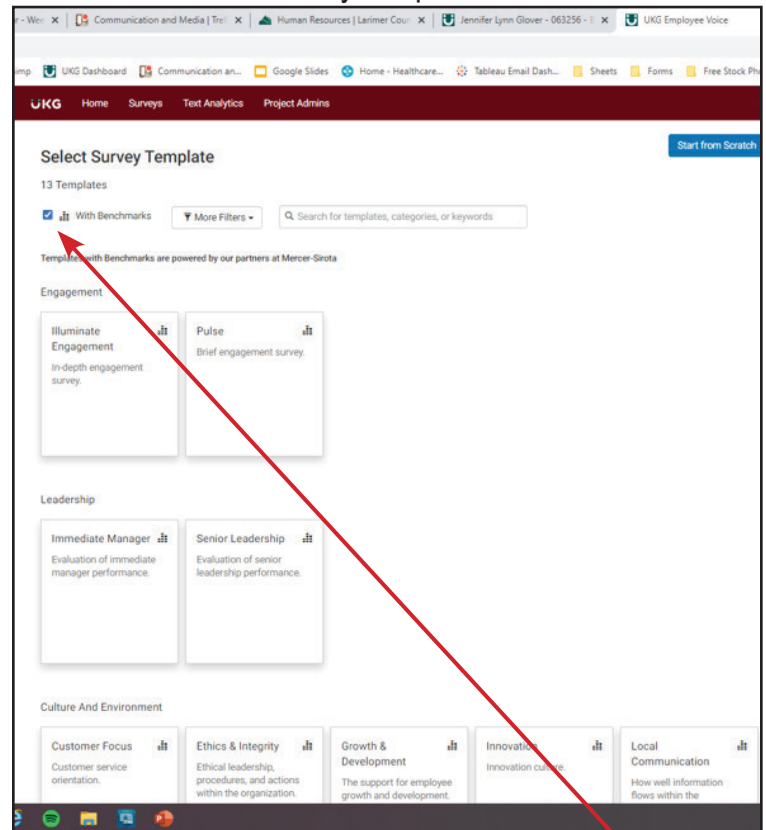 r - We
Communication and Media | Trel
Human Resources | Larimer Cou
Jennifer Lynn Glover - 063256 -
UKG Employee Voice
imp
UKG Dashboard
Communication an...
Google Slides
Home - Healthcare...
Tableau Email Dash...
Sheets
Forms
Free Stock Ph
UKG Home Surveys Text Analytics Project Admins
Start from Scratch
Select Survey Template
13 Templates
With Benchmarks
More Filters
Search for templates, categories, or keywords
Templates with Benchmarks are powered by our partners at Mercer-Sirota
Engagement
Illuminate
Engagement
In-depth engagement
survey.
Pulse
Brief engagement survey.
Leadership
Immediate Manager
Evaluation of immediate
manager performance.
Senior Leadership
Evaluation of senior
leadership performance.
Culture And Environment
Customer Focus
Customer service
orientation.
Ethics & Integrity
Ethical leadership,
procedures, and actions
within the organization.
Growth &
Development
The support for employee
growth and development.
Innovation
Innovation culture.
Local
Communication
How well information
flows within the